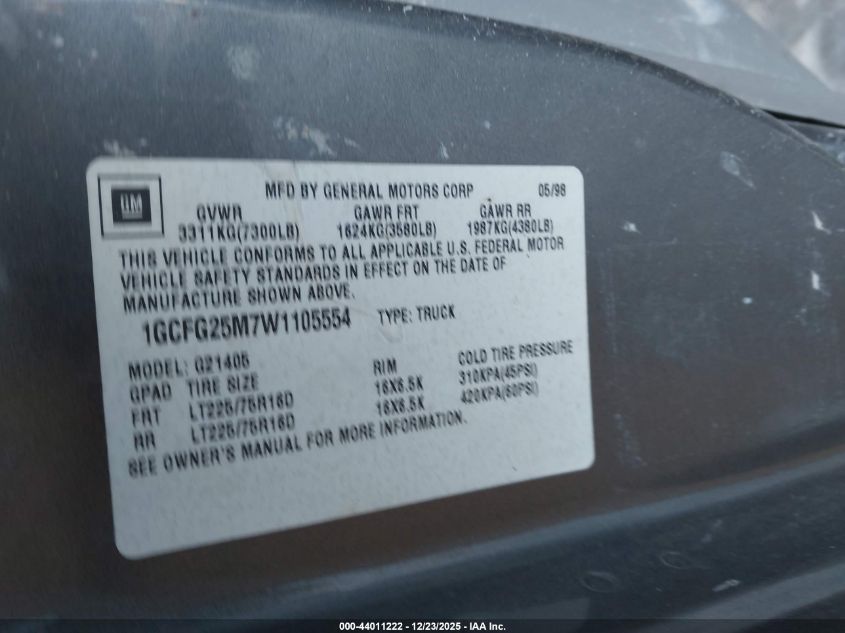 GM
MFD BY GENERAL MOTORS CORP 05/98
GVWR GAWR FRT GAWR RR
3311KG(7300LB) 1624KG(3580LB) 1987KG(4380LB)
THIS VEHICLE CONFORMS TO ALL APPLICABLE U.S. FEDERAL MOTOR
VEHICLE SAFETY STANDARDS IN EFFECT ON THE DATE OF
MANUFACTURE SHOWN ABOVE.
1GCFG25M7W1105554 TYPE: TRUCK
MODEL: G21405
GPAD TIRE SIZE RIM COLD TIRE PRESSURE
FRT LT225/75R16D 16X6.5K 310KPA(45PSI)
RR LT225/75R16D 16X6.5K 420KPA(60PSI)
SEE OWNER'S MANUAL FOR MORE INFORMATION.
000-44011222 - 12/23/2025 - IAA Inc.